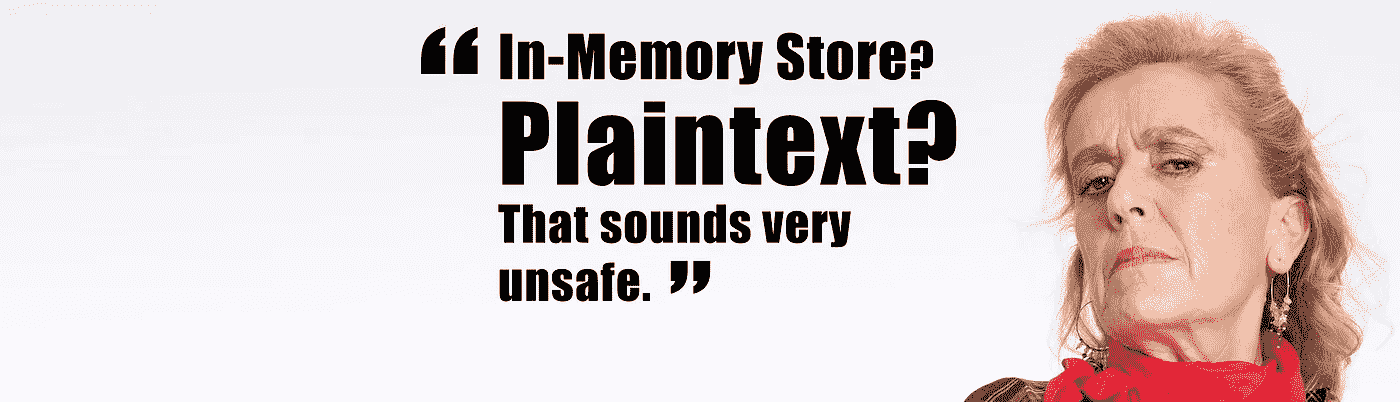 “ In-Memory Store?
Plaintext?
That sounds very
unsafe. ”